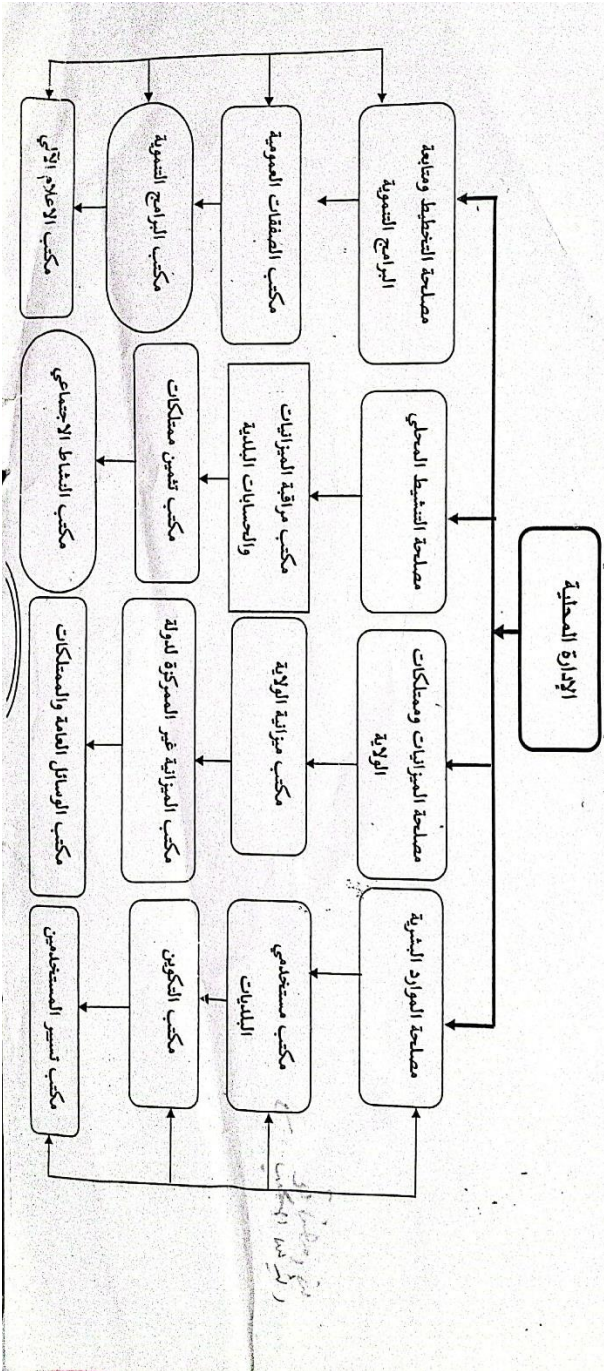 الإدارة المحلية
مصلحة الموارد البشرية
مصلحة الميزانيات وممتلكات
الولاية
مصلحة التنشيط المحلي
مصلحة التخطيط ومتابعة
البرامج التنموية
مكتب مستخدمي
البلديات
مكتب ميزانية الولاية
مكتب مراقبة الميزانيات
والحسابات البلدية
مكتب الصفقات العمومية
مكتب التكوين
مكتب الميزانية غير الممركزة لدولة
مكتب تثمين ممتلكات
مكتب البرامج التنموية
مكتب تسيير المستخدمين
مكتب الوسائل العامة والممتلكات
مكتب النشاط الاجتماعي
مكتب الاعلام الآلي